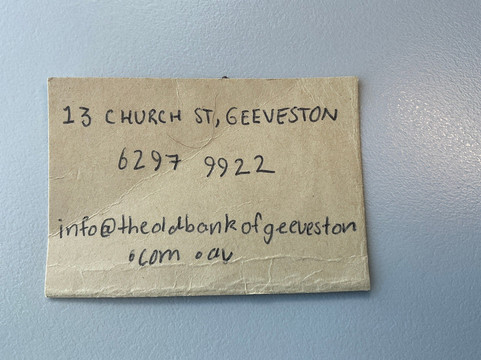 13 CHURCH ST, GEEVESTON
6297 9922
info@theoldbankofgeeveston
.com .au